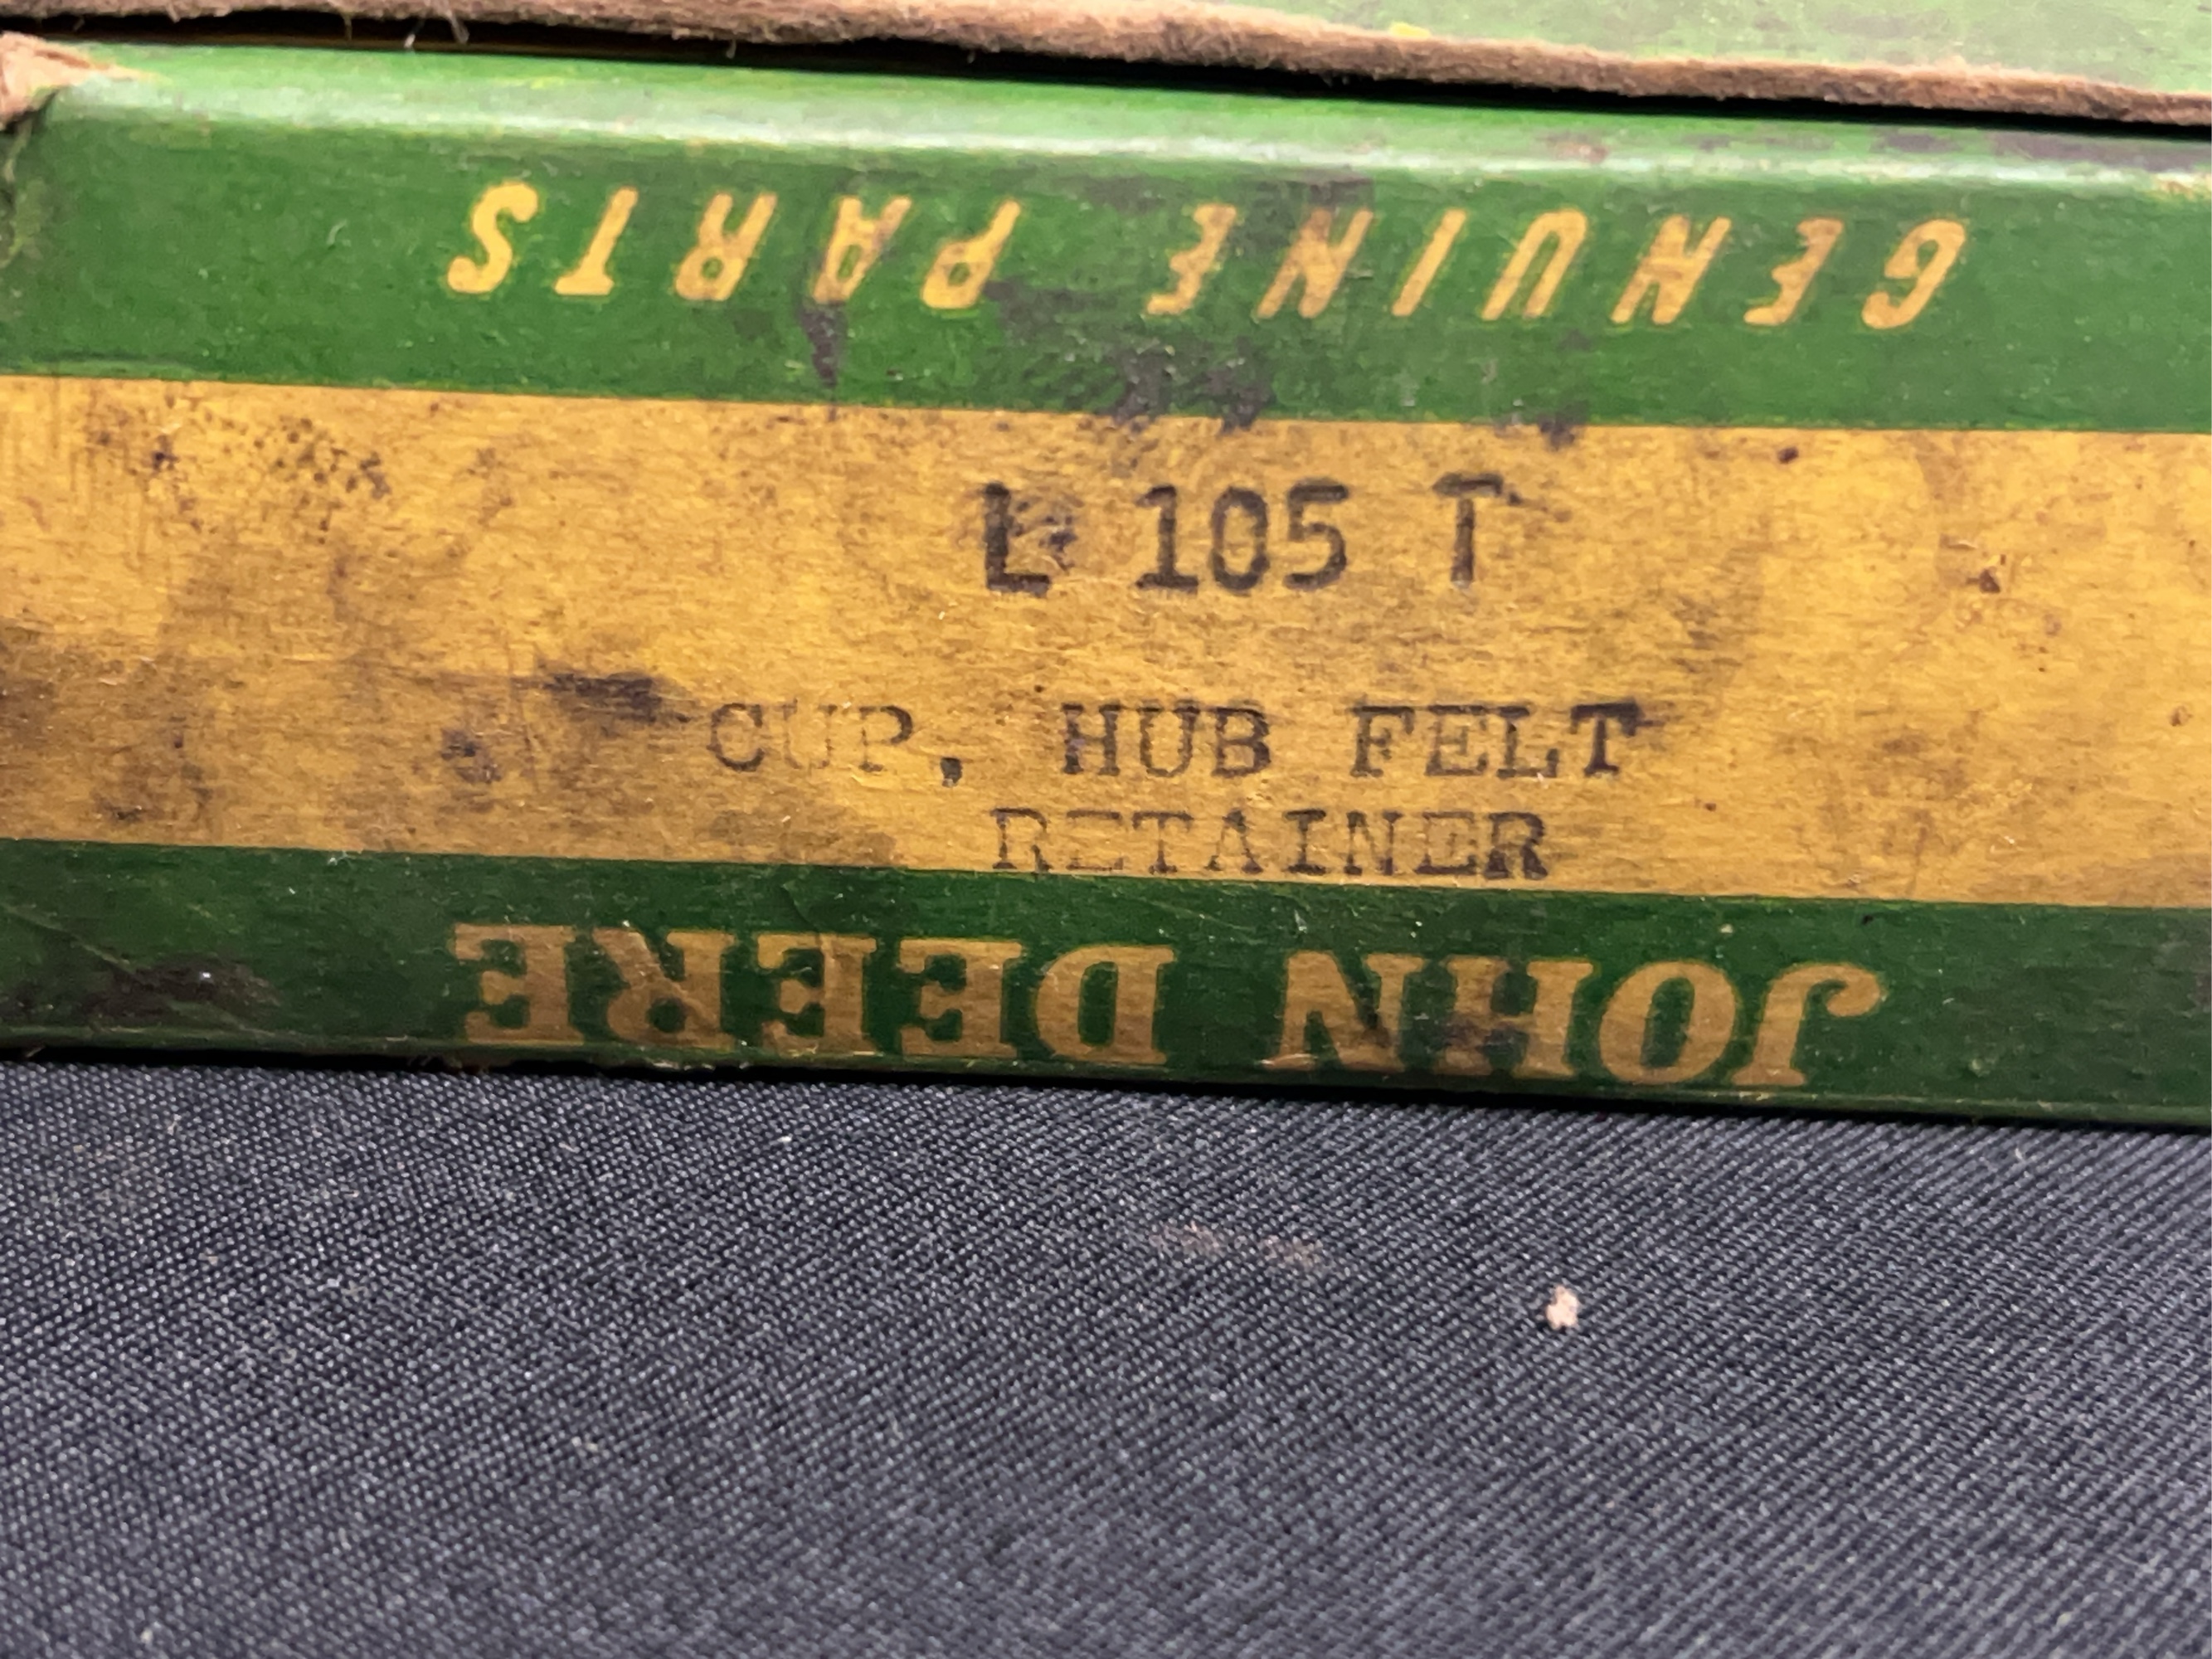 GENUINE PARTS
L 105 T
CUP, HUB FELT
RETAINER
JOHN DEERE